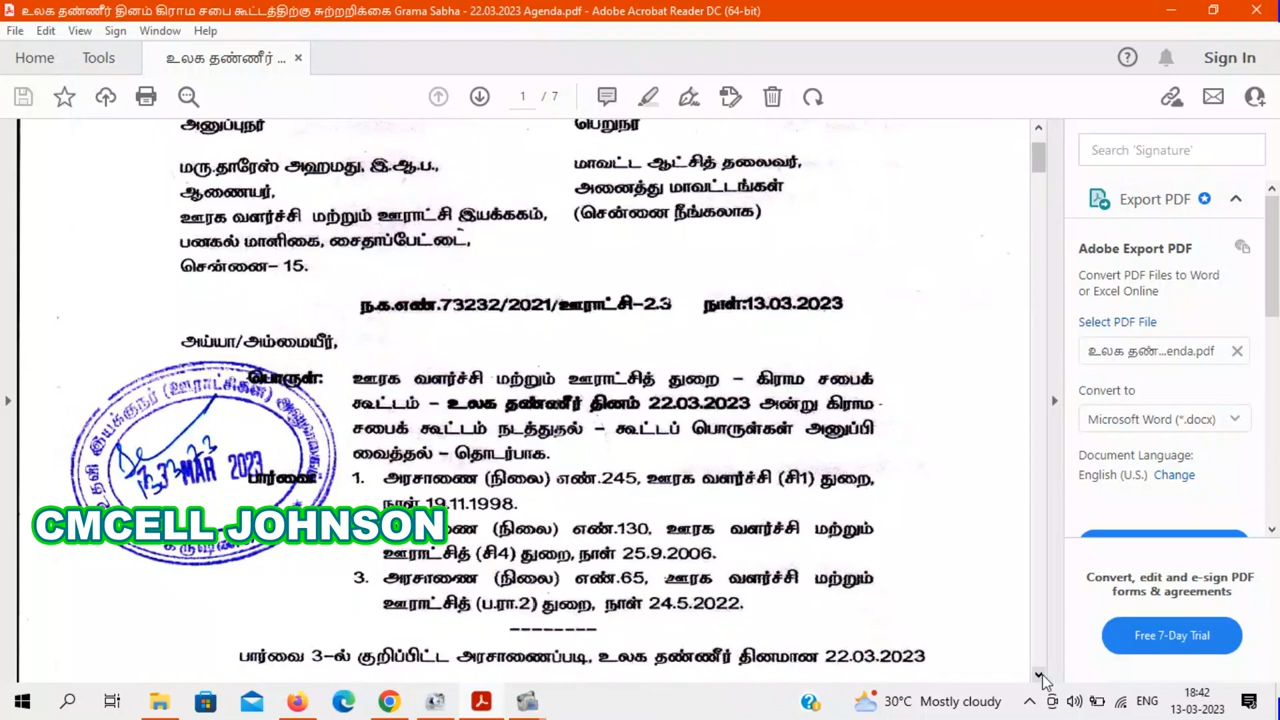 உலக தண்ணீர் தினம் கிராம சபை கூட்டத்திற்கு சுற்றறிக்கை Grama Sabha - 22.03.2023 Agenda.pdf - Adobe Acrobat Reader DC (64-bit)
File Edit View Sign Window Help
Home Tools உலக தண்ணீர் ... Sign In
1 / 7
அனுப்புநர் பெறுநர்
Search 'Signature'
மரு.தாரேஸ் அஹமது, இ.ஆ.ப., மாவட்ட ஆட்சித் தலைவர்,
ஆணையர், அனைத்து மாவட்டங்கள்
ஊரக வளர்ச்சி மற்றும் ஊராட்சி இயக்ககம், (சென்னை நீங்கலாக)
பனகல் மாளிகை, சைதாப்பேட்டை,
சென்னை– 15.
ந.க.எண்.73232/2021/ஊராட்சி–2.3 நாள்:13.03.2023
அய்யா/அம்மையீர்,
பொருள்: ஊரக வளர்ச்சி மற்றும் ஊராட்சித் துறை – கிராம சபைக்
கூட்டம் – உலக தண்ணீர் தினம் 22.03.2023 அன்று கிராம
சபைக் கூட்டம் நடத்துதல் – கூட்டப் பொருள்கள் அனுப்பி
வைத்தல் – தொடர்பாக.
பார்வை: 1. அரசாணை (நிலை) எண்.245, ஊரக வளர்ச்சி (சி1) துறை,
நாள் 19.11.1998.
(நிலை) எண்.130, ஊரக வளர்ச்சி மற்றும்
ஊராட்சித் (சி4) துறை, நாள் 25.9.2006.
3. அரசாணை (நிலை) எண்.65, ஊரக வளர்ச்சி மற்றும்
ஊராட்சித் (ப.ரா.2) துறை, நாள் 24.5.2022.
பார்வை 3–ல் குறிப்பிட்ட அரசாணைப்படி, உலக தண்ணீர் தினமான 22.03.2023
உதவி இயக்குநர் (ஊராட்சிகள்)
MAR 2023
CMCELL JOHNSON
Export PDF
Adobe Export PDF
Convert PDF Files to Word
or Excel Online
Select PDF File
உலக தண்...enda.pdf
Convert to
Microsoft Word (*.docx)
Document Language:
English (U.S.) Change
Convert, edit and e-sign PDF
forms & agreements
Free 7-Day Trial
30°C Mostly cloudy ENG 18:42
13-03-2023